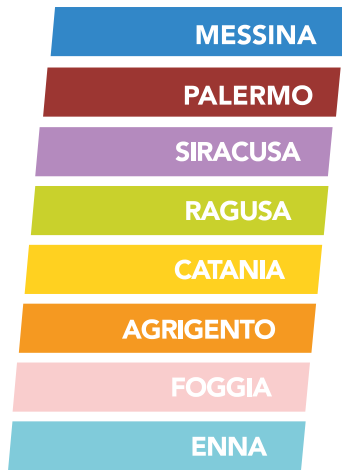 MESSINA
PALERMO
SIRACUSA
RAGUSA
CATANIA
AGRIGENTO
FOGGIA
ENNA